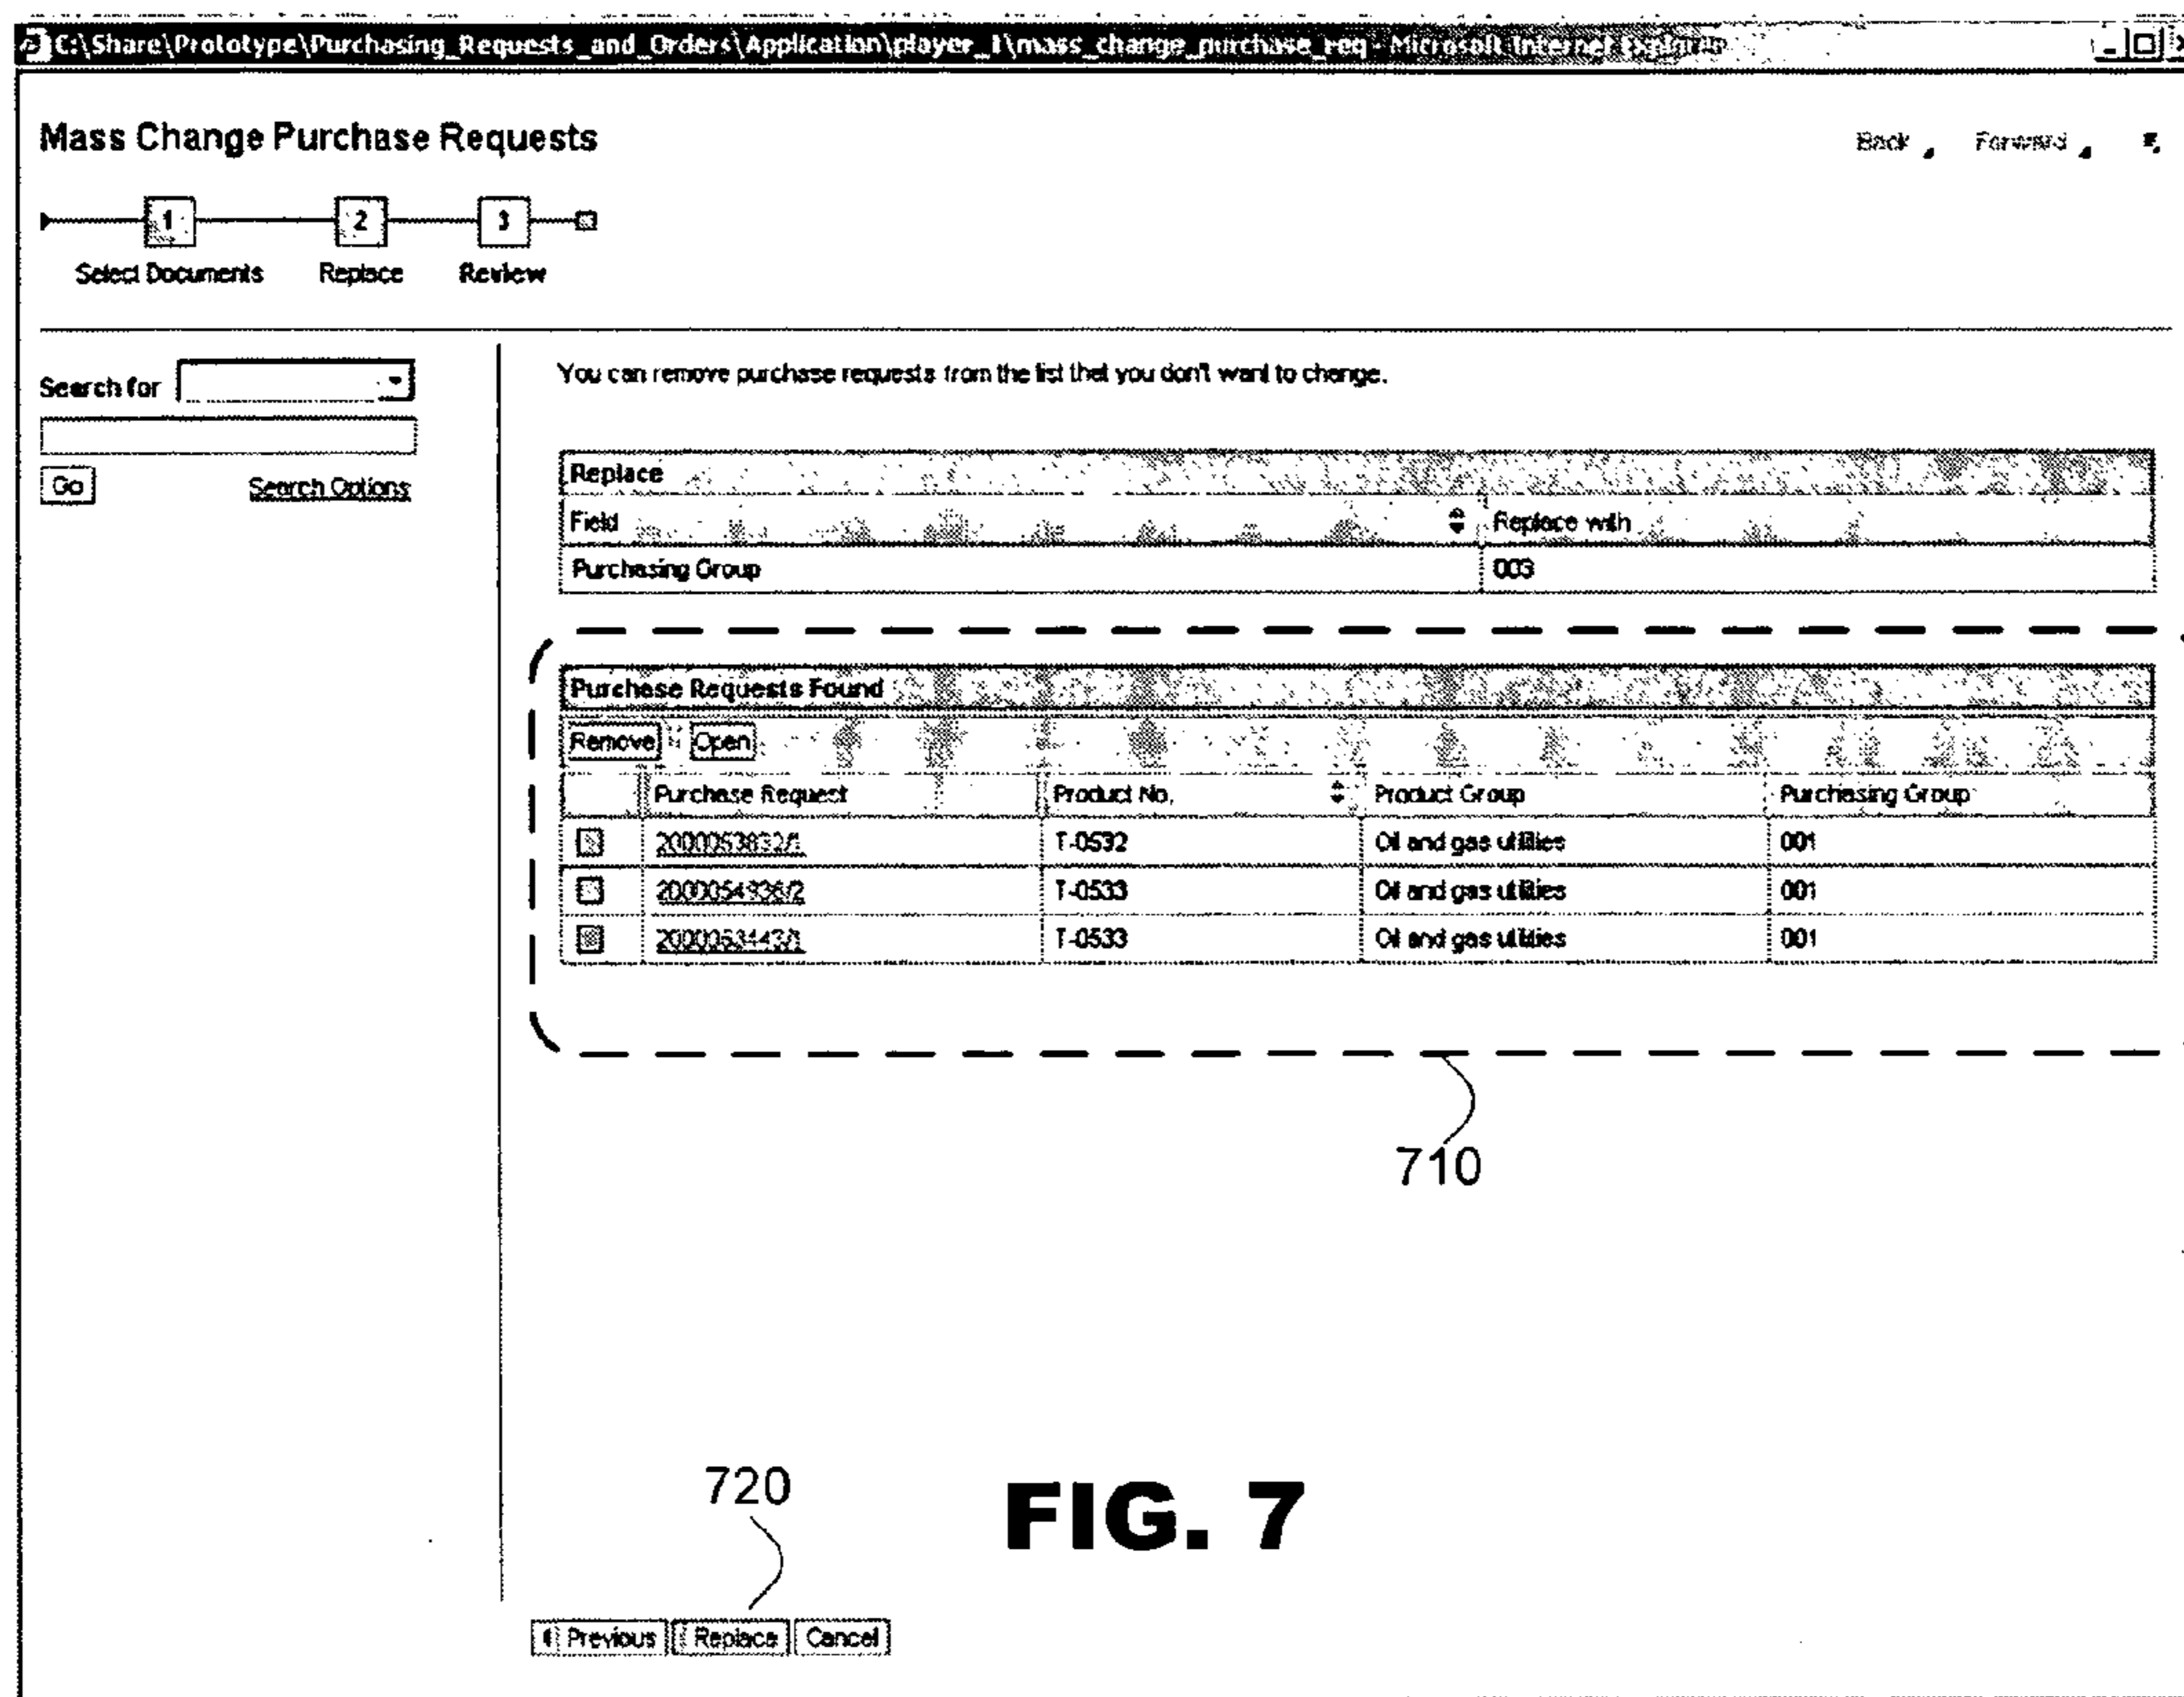 C:\Share\Prototype\Purchasing_Requests_and_Orders\Application\player_1\mass_change_purchase_req - Microsoft Internet Explorer
Mass Change Purchase Requests
Back Forward
1 2 3
Select Documents Replace Review
Search for
Go Search Options
You can remove purchase requests from the list that you don't want to change.
Replace
Field Replace with
Purchasing Group 003
Purchase Requests Found
Remove Open
Purchase Request Product No. Product Group Purchasing Group
2000053832/1 T-0532 Oil and gas utilities 001
T-0533 Oil and gas utilities 001
2000053443/1 T-0533 Oil and gas utilities 001
710
720
FIG. 7
Previous Replace Cancel